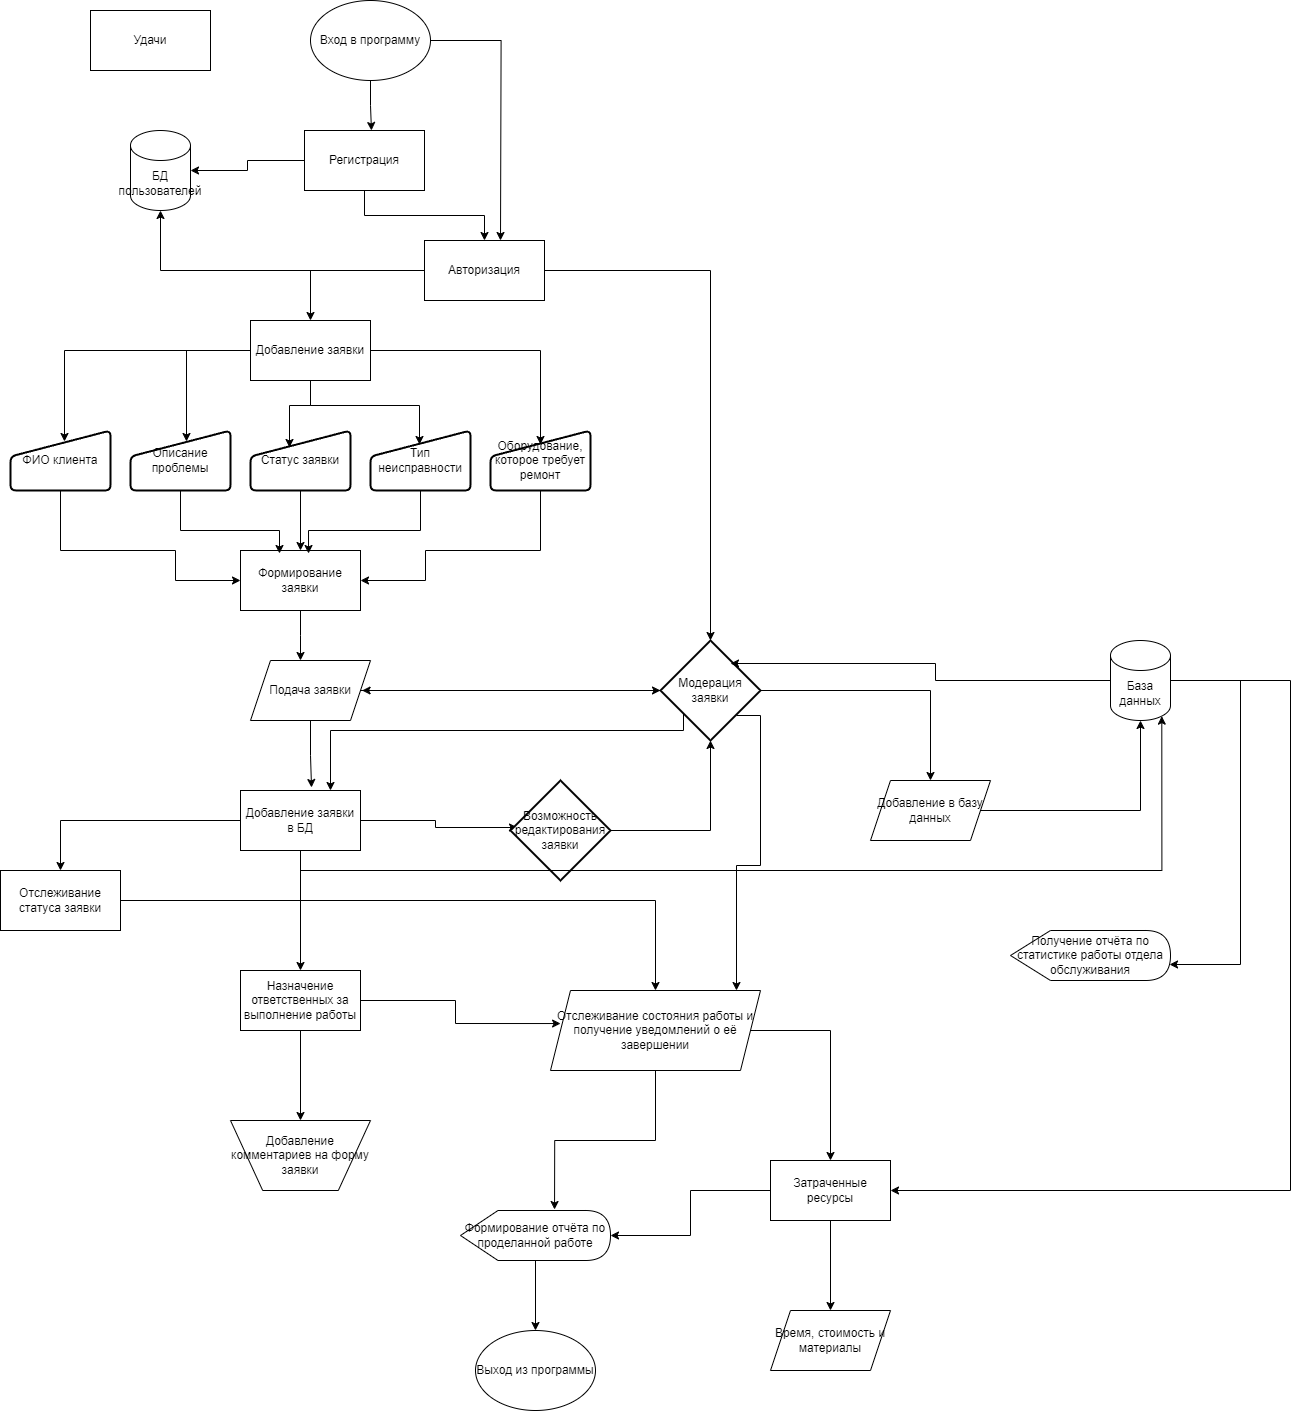 Удачи
Вход в программу
Регистрация
БД
пользователей
Авторизация
Добавление заявки
ФИО клиента
Описание
проблемы
Статус заявки
Тип
неисправности
Оборудование,
которое требует
ремонт
Формирование
заявки
Подача заявки
Модерация
заявки
База
данных
Добавление заявки
в БД
Возможность
редактирования
заявки
Добавление в базу
данных
Отслеживание
статуса заявки
Получение отчёта по
статистике работы отдела
обслуживания
Назначение
ответственных за
выполнение работы
Отслеживание состояния работы и
получение уведомлений о её
завершении
Добавление
комментариев на форму
заявки
Затраченные
ресурсы
Формирование отчёта по
проделанной работе
Время, стоимость и
материалы
Выход из программы